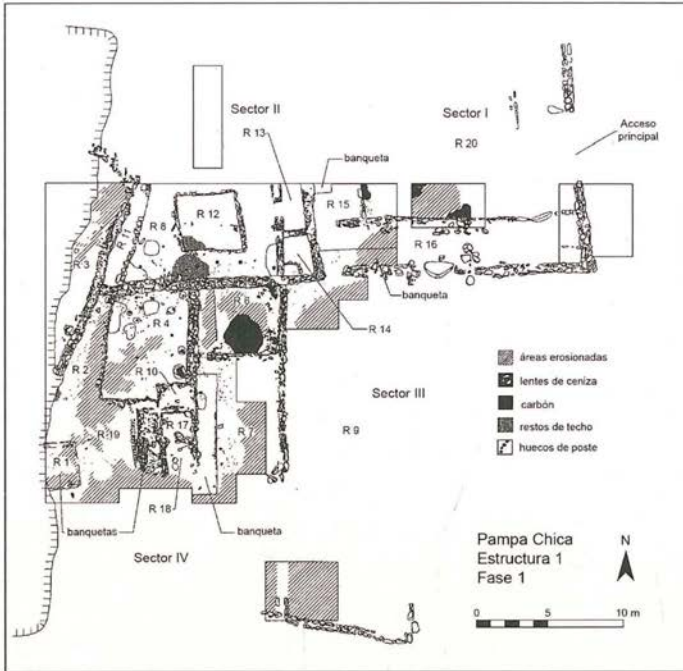 Sector II
Sector I
R 13
R 20
Acceso
principal
banqueta
R 12
R 15
R 8
R 11
R 16
R 3
banqueta
R 14
R 6
R 4
R 2
áreas erosionadas
lentes de ceniza
carbón
restos de techo
huecos de poste
R 10
Sector III
R 17
R 7
R 9
R 19
R 1
R 18
banquetas
banqueta
Sector IV
Pampa Chica
Estructura 1
Fase 1
N
0 5 10 m